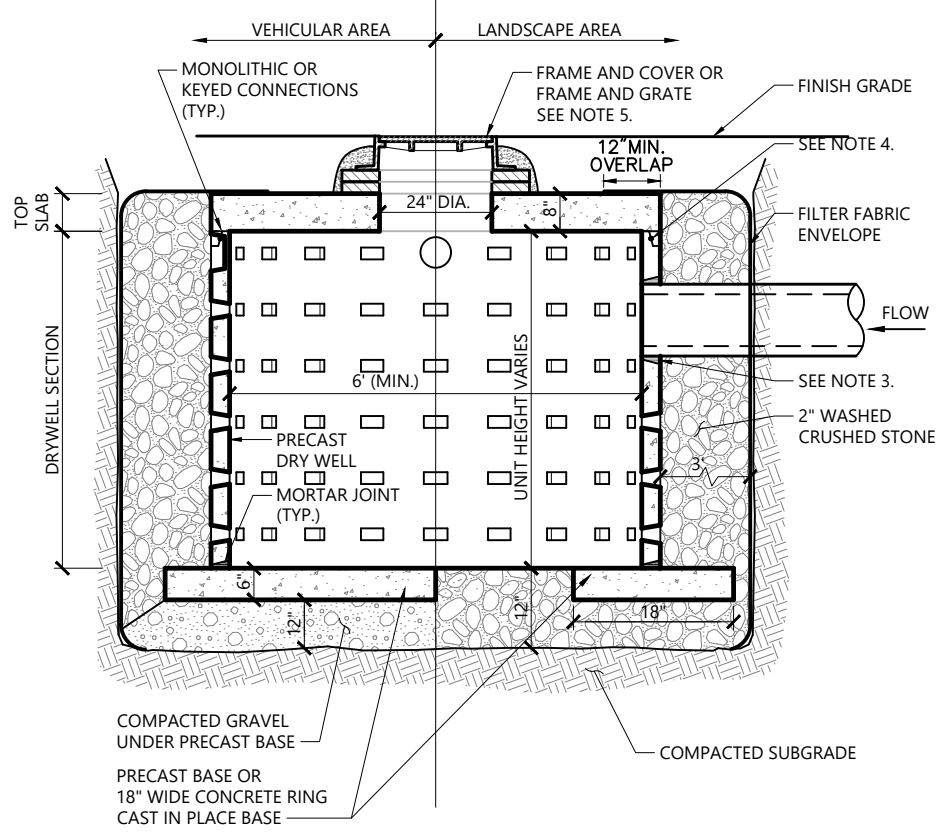 VEHICULAR AREA
LANDSCAPE AREA
MONOLITHIC OR
KEYED CONNECTIONS
(TYP.)
FRAME AND COVER OR
FRAME AND GRATE
SEE NOTE 5.
FINISH GRADE
12"MIN.
OVERLAP
SEE NOTE 4.
TOP
SLAB
24" DIA.
8"
FILTER FABRIC
ENVELOPE
FLOW
DRYWELL SECTION
6' (MIN.)
UNIT HEIGHT VARIES
SEE NOTE 3.
2" WASHED
CRUSHED STONE
PRECAST
DRY WELL
3'
MORTAR JOINT
(TYP.)
6"
12"
12"
18"
COMPACTED GRAVEL
UNDER PRECAST BASE
COMPACTED SUBGRADE
PRECAST BASE OR
18" WIDE CONCRETE RING
CAST IN PLACE BASE